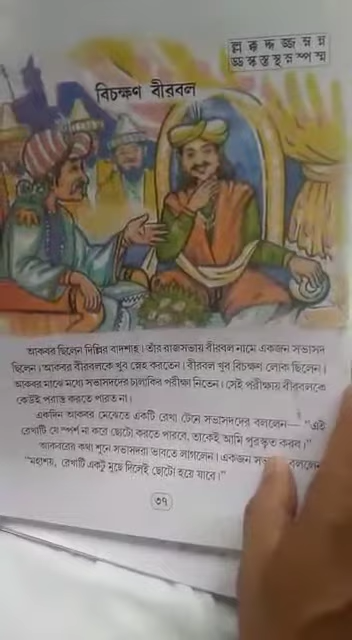 ল্ল ক্ক দ্দ জ্জ ম্ন ন্ন
চ্ছ স্ক স্ত স্থ ন্ন স্প ম্ম
বিচক্ষণ বীরবল
আকবর ছিলেন দিল্লির বাদশাহ। তাঁর রাজসভায় বীরবল নামে একজন সভাসদ
ছিলেন। আকবর বীরবলকে খুব স্নেহ করতেন। বীরবল খুব বিচক্ষণ লোক ছিলেন।
আকবর মাঝে মধ্যে সভাসদদের চালাকির পরীক্ষা নিতেন। সেই পরীক্ষায় বীরবলকে
কেউই পরাস্ত করতে পারত না।
একদিন আকবর মেঝেতে একটি রেখা টেনে সভাসদদের বললেন— “এই
রেখাটি যে স্পর্শ না করে ছোটো করতে পারবে, তাকেই আমি পুরস্কৃত করব।”
আকবরের কথা শুনে সভাসদরা ভাবতে লাগলেন। একজন বললেন
“মহাশয়, রেখাটি একটু মুছে দিলেই ছোটো হয়ে যাবে।”
৩৭